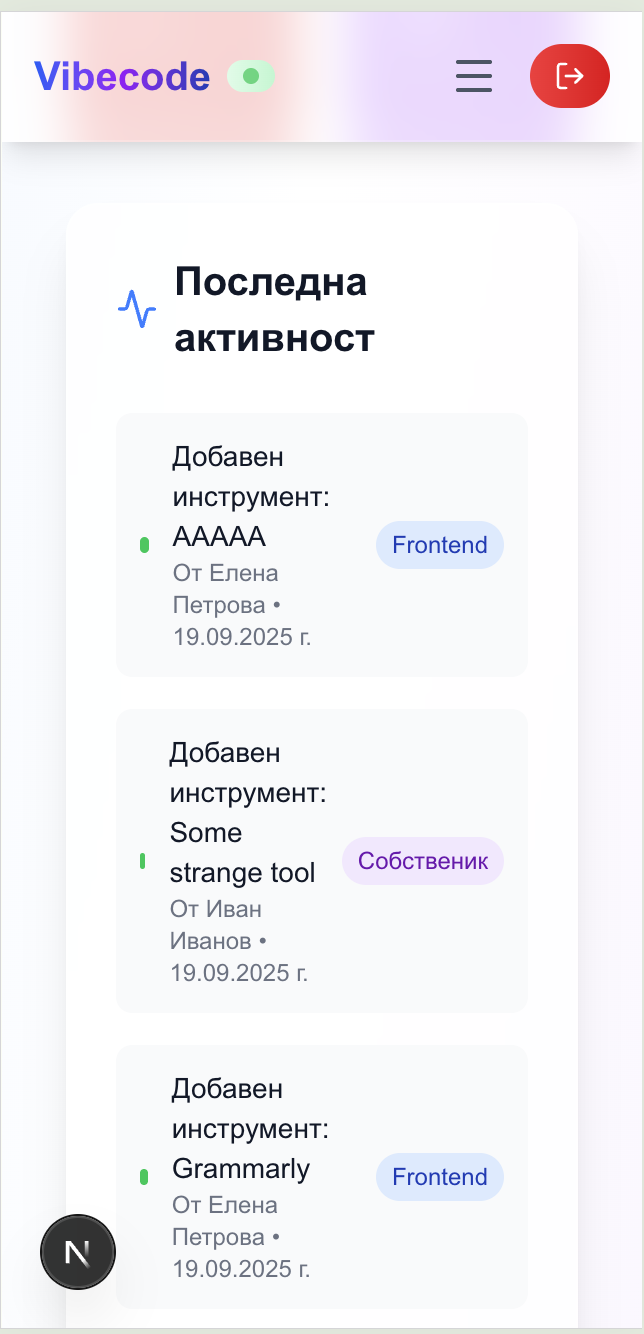 Vibecode
Последна
активност
Добавен
инструмент:
AAAAA
От Елена
Петрова •
19.09.2025 г.
Frontend
Добавен
инструмент:
Some
strange tool
От Иван
Иванов •
19.09.2025 г.
Собственик
Добавен
инструмент:
Grammarly
От Елена
Петрова •
19.09.2025 г.
Frontend
N